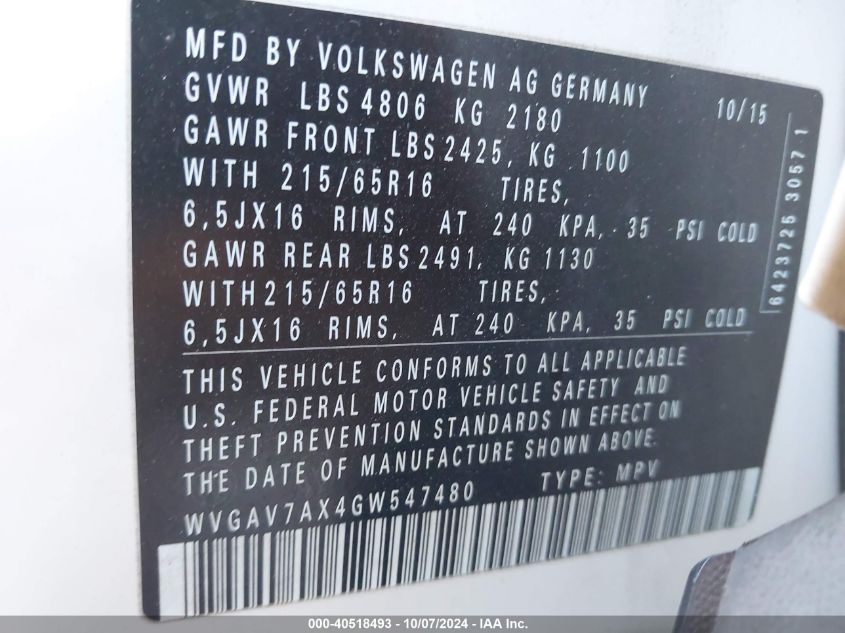 MFD BY VOLKSWAGEN AG GERMANY 10/15
GVWR LBS 4806 KG 2180
GAWR FRONT LBS 2425, KG 1100
WITH 215/65R16 TIRES,
6,5JX16 RIMS, AT 240 KPA, 35 PSI COLD
GAWR REAR LBS 2491, KG 1130
WITH 215/65R16 TIRES,
6,5JX16 RIMS, AT 240 KPA, 35 PSI COLD
6423725 3057 1
THIS VEHICLE CONFORMS TO ALL APPLICABLE
U.S. FEDERAL MOTOR VEHICLE SAFETY AND
THEFT PREVENTION STANDARDS IN EFFECT ON
THE DATE OF MANUFACTURE SHOWN ABOVE.
WVGAV7AX4GW547480 TYPE: MPV
000-40518493 - 10/07/2024 - IAA Inc.